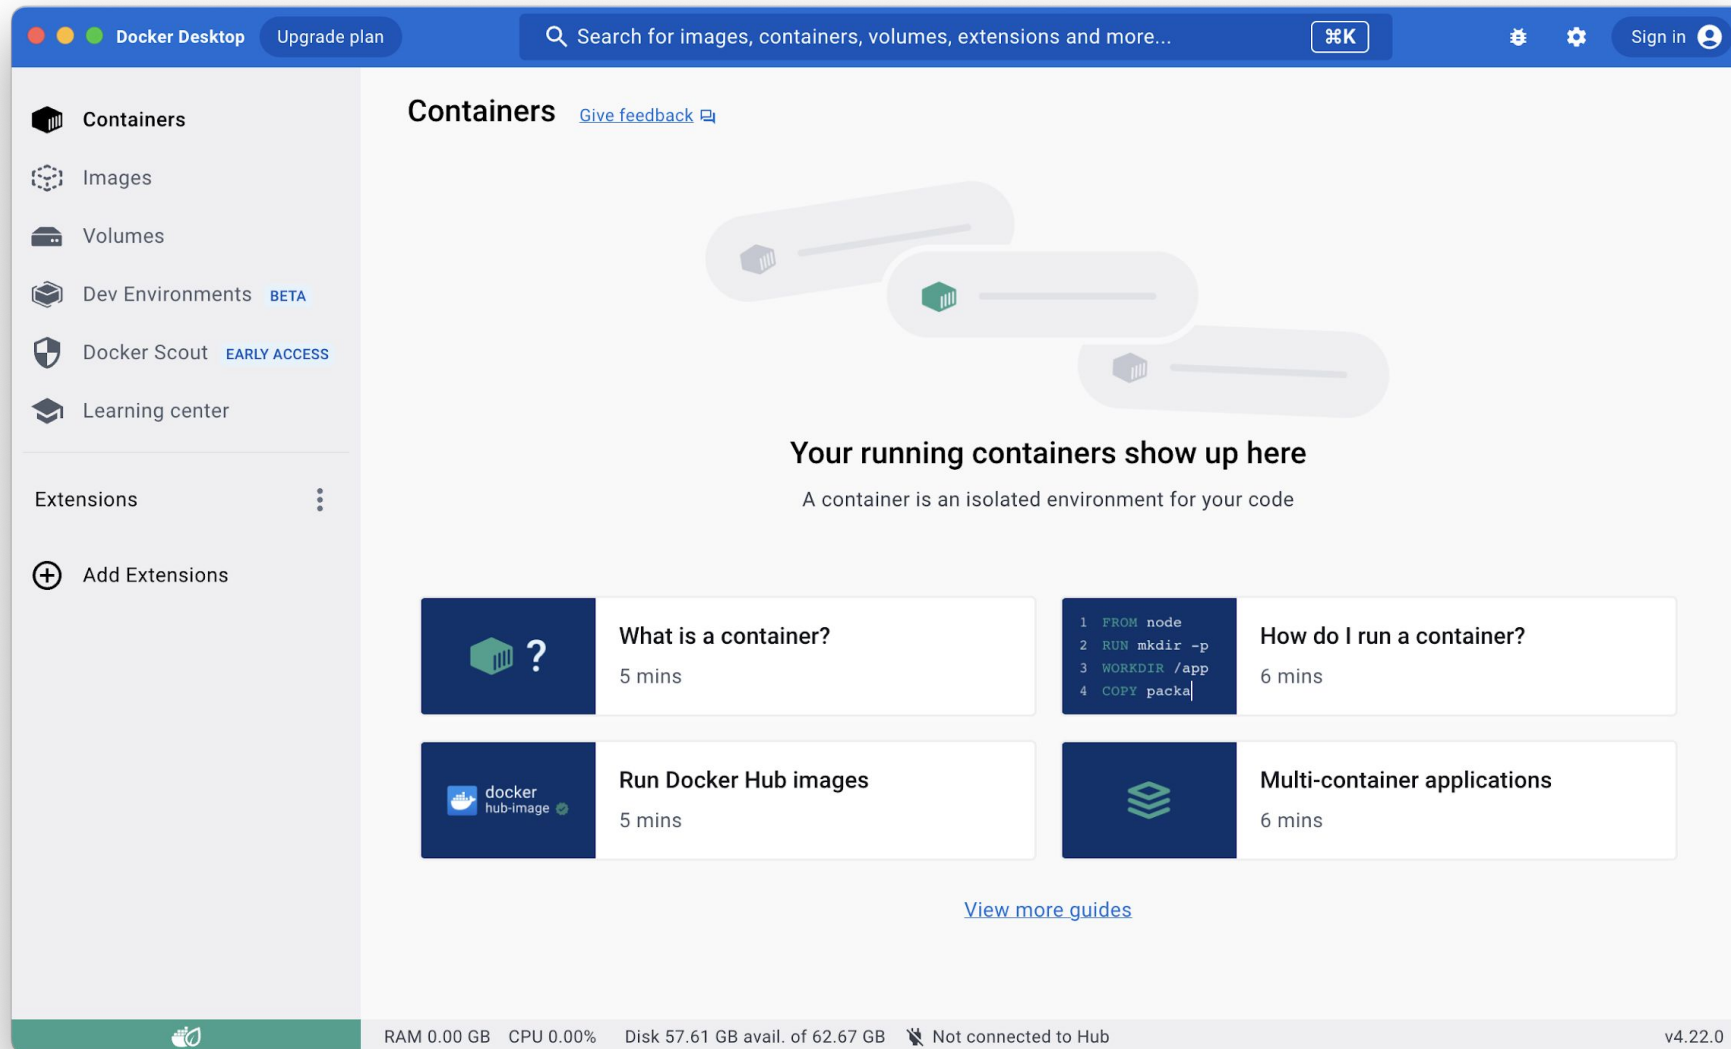 Docker Desktop
Upgrade plan
Search for images, containers, volumes, extensions and more...
⌘K
Sign in
Containers
Images
Volumes
Dev Environments BETA
Docker Scout EARLY ACCESS
Learning center
Extensions
Add Extensions
Containers
Give feedback
Your running containers show up here
A container is an isolated environment for your code
?
What is a container?
5 mins
1 FROM node
2 RUN mkdir -p
3 WORKDIR /app
4 COPY packa
How do I run a container?
6 mins
docker
hub-image
Run Docker Hub images
5 mins
Multi-container applications
6 mins
View more guides
RAM 0.00 GB CPU 0.00% Disk 57.61 GB avail. of 62.67 GB Not connected to Hub
v4.22.0